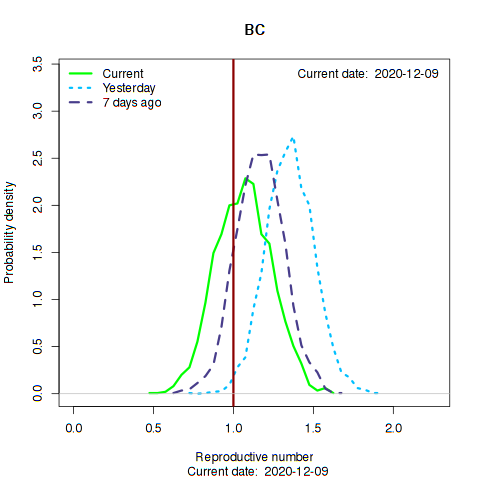 BC
Current
Yesterday
7 days ago
Current date: 2020-12-09
Probability density
3.5
3.0
2.5
2.0
1.5
1.0
0.5
0.0
0.0 0.5 1.0 1.5 2.0
Reproductive number
Current date: 2020-12-09